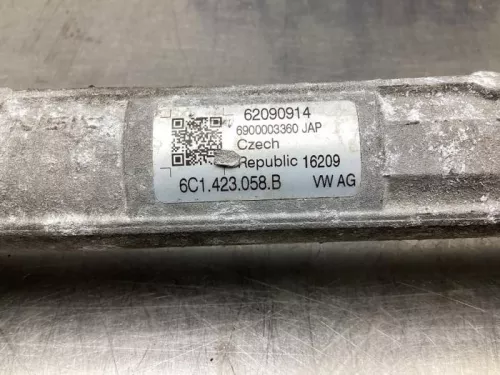 62090914
6900003360 JAP
Czech
Republic 16209
6C1.423.058.B VW AG